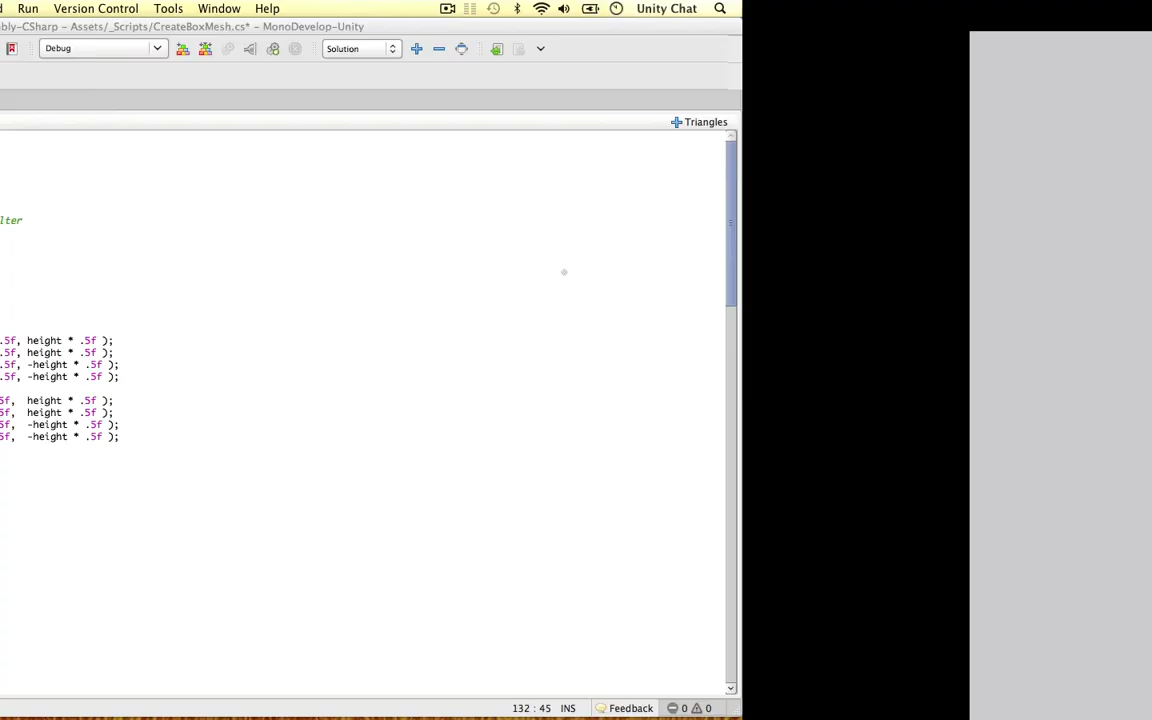 Run Version Control Tools Window Help Unity Chat
bly-CSharp – Assets/_Scripts/CreateBoxMesh.cs* – MonoDevelop-Unity
Debug Solution
Triangles
lter
.5f, height * .5f );
.5f, height * .5f );
.5f, -height * .5f );
.5f, -height * .5f );
5f, height * .5f );
5f, height * .5f );
5f, -height * .5f );
5f, -height * .5f );
132 : 45 INS Feedback 0 0